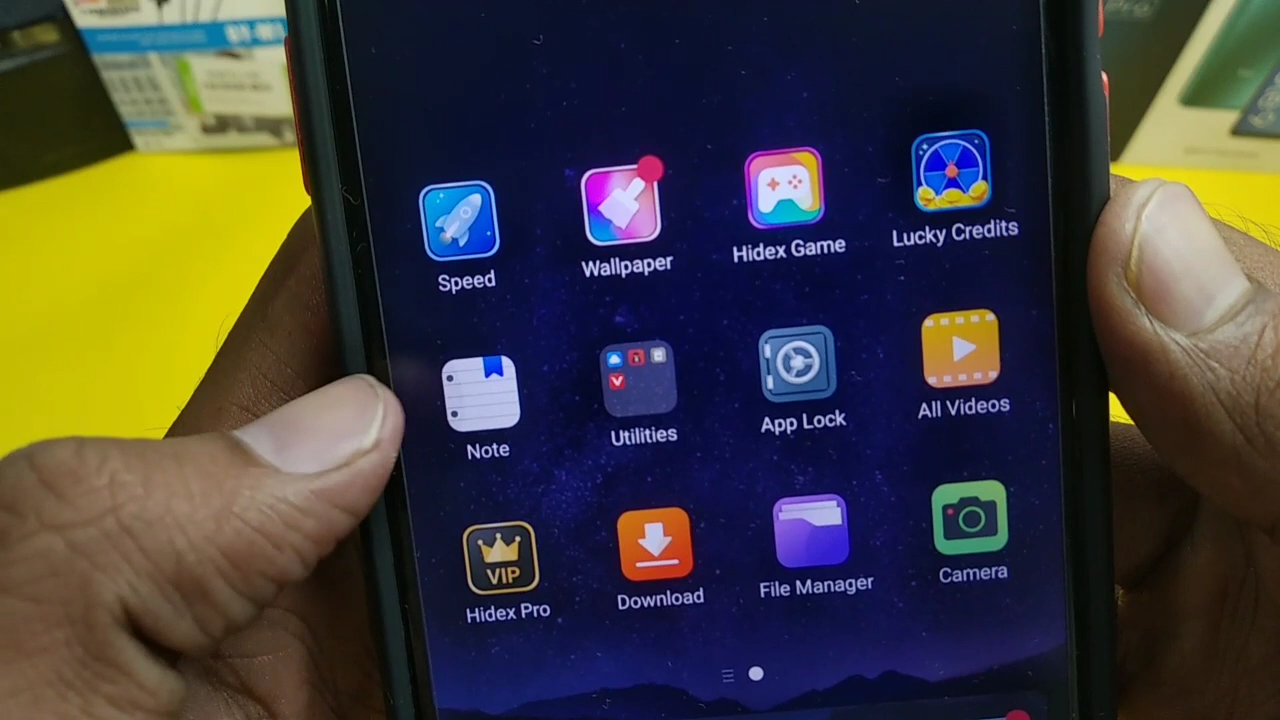 Pro
Speed
Wallpaper
Hidex Game
Lucky Credits
Note
Utilities
App Lock
All Videos
VIP
Hidex Pro
Download
File Manager
Camera